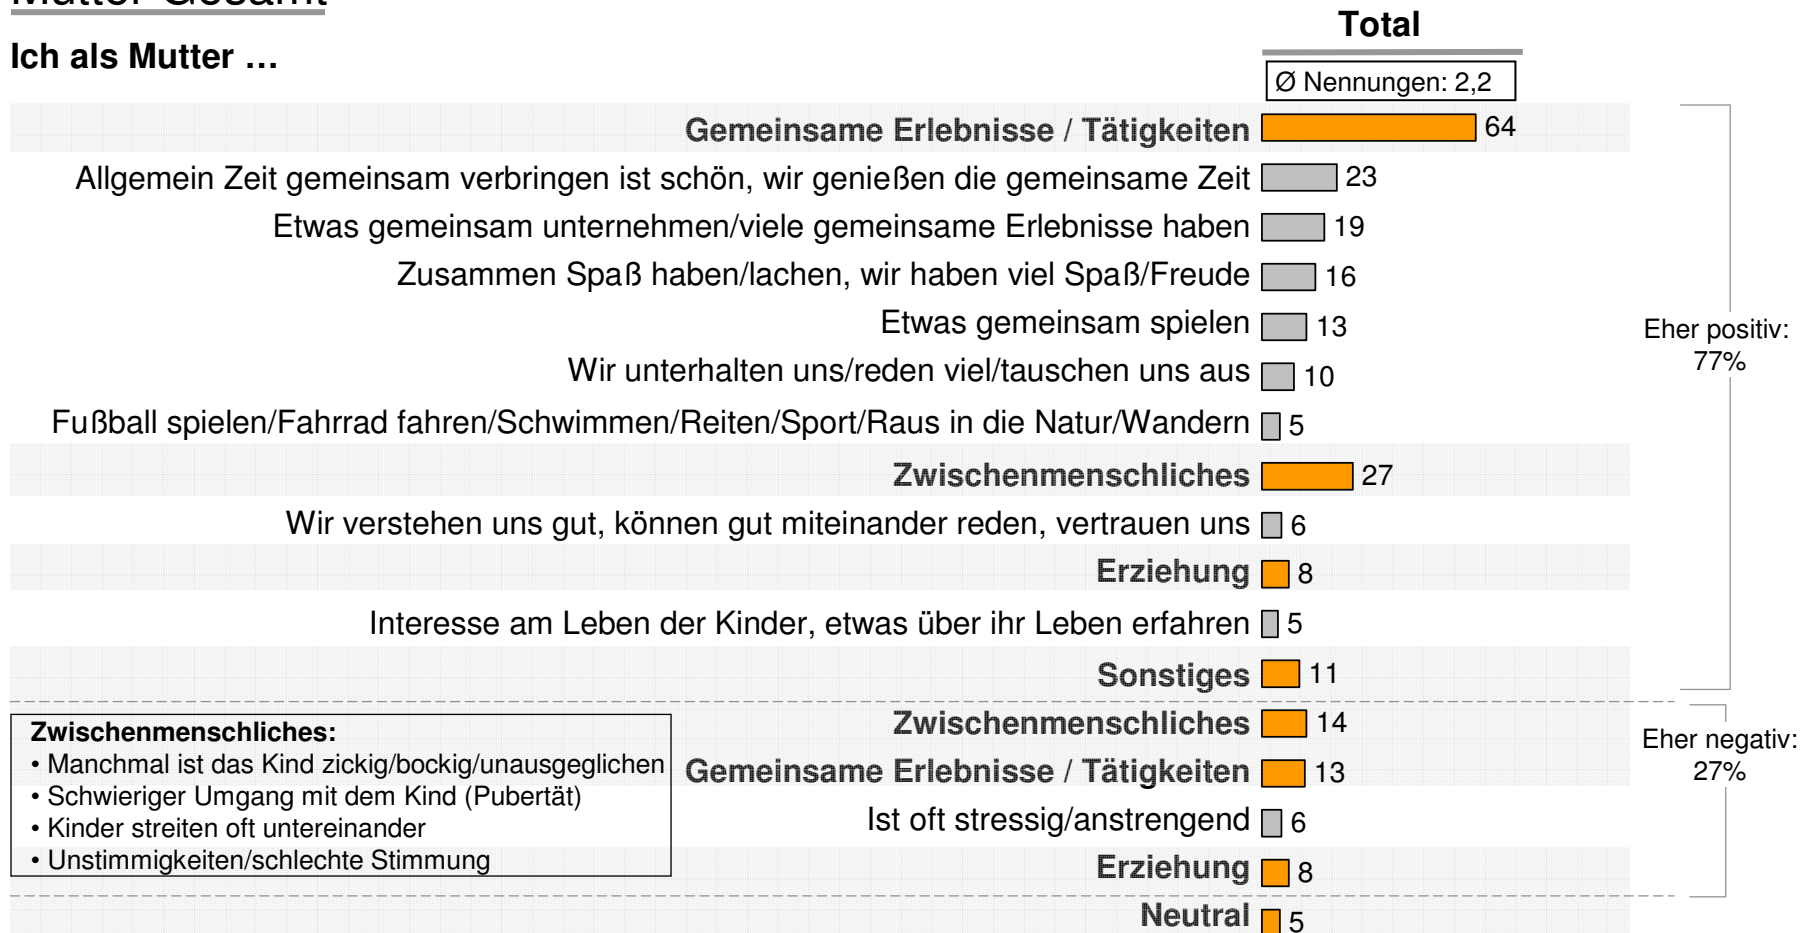 Mütter Gesamt
Total
Ich als Mutter …
Ø Nennungen: 2,2
Gemeinsame Erlebnisse / Tätigkeiten 64
Allgemein Zeit gemeinsam verbringen ist schön, wir genießen die gemeinsame Zeit 23
Etwas gemeinsam unternehmen/viele gemeinsame Erlebnisse haben 19
Zusammen Spaß haben/lachen, wir haben viel Spaß/Freude 16
Etwas gemeinsam spielen 13
Eher positiv:
77%
Wir unterhalten uns/reden viel/tauschen uns aus 10
Fußball spielen/Fahrrad fahren/Schwimmen/Reiten/Sport/Raus in die Natur/Wandern 5
Zwischenmenschliches 27
Wir verstehen uns gut, können gut miteinander reden, vertrauen uns 6
Erziehung 8
Interesse am Leben der Kinder, etwas über ihr Leben erfahren 5
Sonstiges 11
Zwischenmenschliches 14
Gemeinsame Erlebnisse / Tätigkeiten 13
Ist oft stressig/anstrengend 6
Erziehung 8
Eher negativ:
27%
Zwischenmenschliches:
• Manchmal ist das Kind zickig/bockig/unausgeglichen
• Schwieriger Umgang mit dem Kind (Pubertät)
• Kinder streiten oft untereinander
• Unstimmigkeiten/schlechte Stimmung
Neutral 5